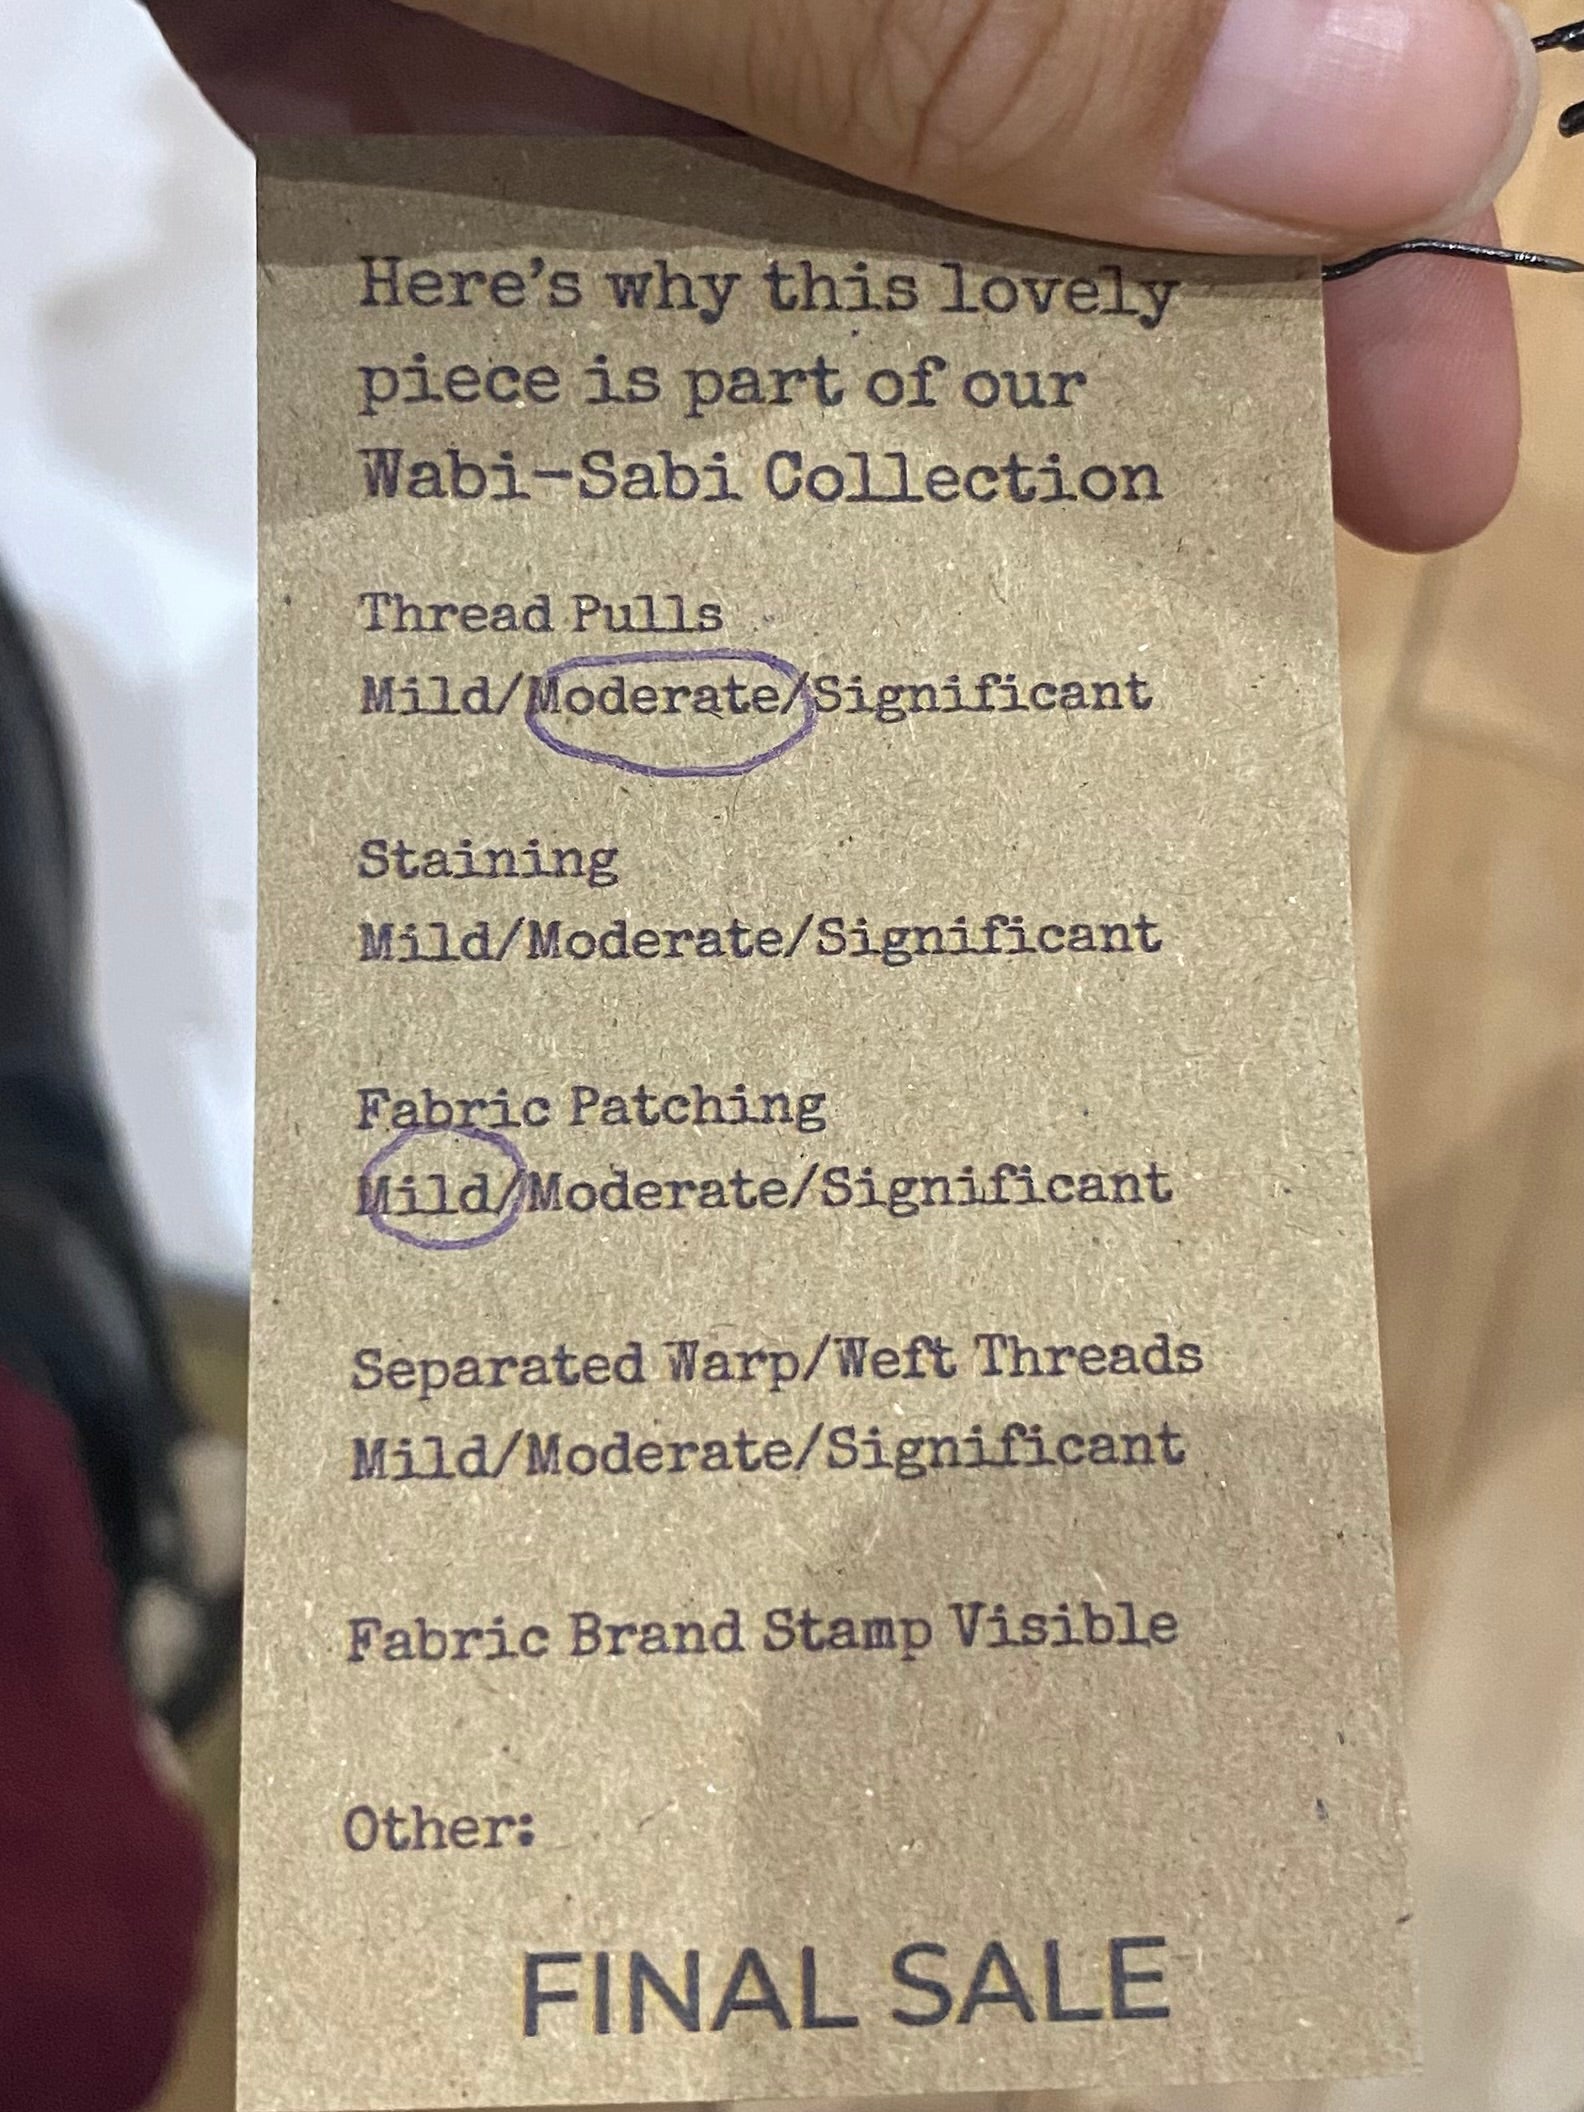 Here's why this lovely
piece is part of our
Wabi-Sabi Collection
Thread Pulls
Mild/Moderate/Significant
Staining
Mild/Moderate/Significant
Fabric Patching
Mild/Moderate/Significant
Separated Warp/Weft Threads
Mild/Moderate/Significant
Fabric Brand Stamp Visible
Other:
FINAL SALE